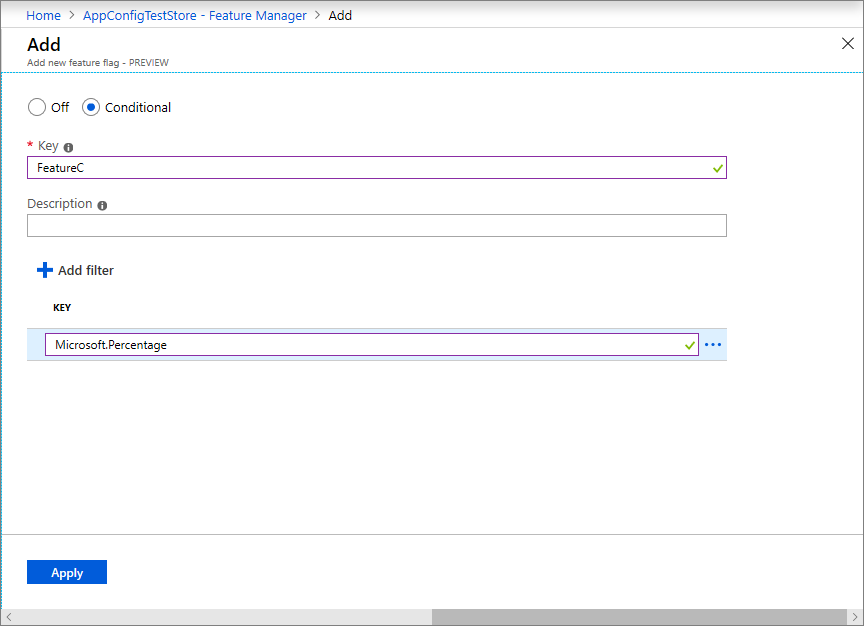 Home > AppConfigTestStore - Feature Manager > Add
Add
Add new feature flag - PREVIEW
Off Conditional
* Key
FeatureC
Description
Add filter
KEY
Microsoft.Percentage
Apply